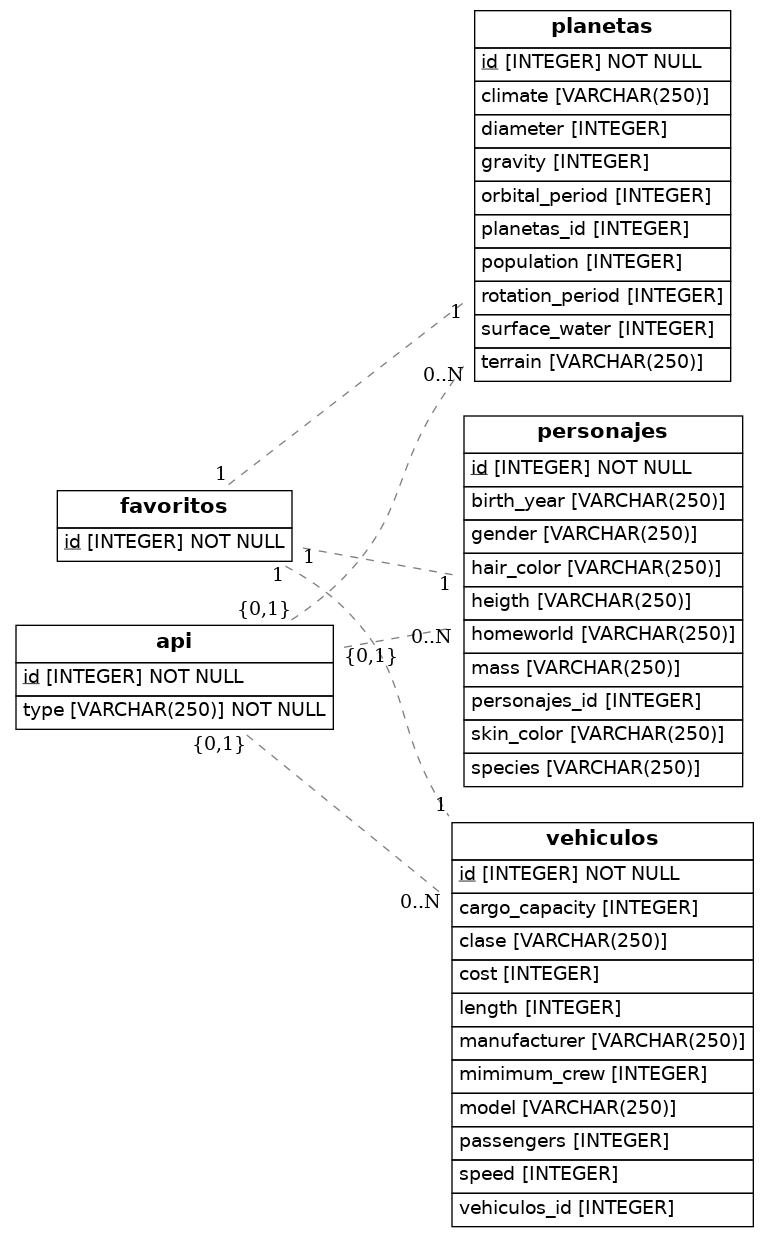 planetas
id [INTEGER] NOT NULL
climate [VARCHAR(250)]
diameter [INTEGER]
gravity [INTEGER]
orbital_period [INTEGER]
planetas_id [INTEGER]
population [INTEGER]
rotation_period [INTEGER]
surface_water [INTEGER]
terrain [VARCHAR(250)]
1
0..N
personajes
id [INTEGER] NOT NULL
birth_year [VARCHAR(250)]
gender [VARCHAR(250)]
hair_color [VARCHAR(250)]
heigth [VARCHAR(250)]
homeworld [VARCHAR(250)]
mass [VARCHAR(250)]
personajes_id [INTEGER]
skin_color [VARCHAR(250)]
species [VARCHAR(250)]
1
0..N
1
favoritos
id [INTEGER] NOT NULL
1
1
{0,1}
api
id [INTEGER] NOT NULL
type [VARCHAR(250)] NOT NULL
{0,1}
{0,1}
1
0..N
vehiculos
id [INTEGER] NOT NULL
cargo_capacity [INTEGER]
clase [VARCHAR(250)]
cost [INTEGER]
length [INTEGER]
manufacturer [VARCHAR(250)]
mimimum_crew [INTEGER]
model [VARCHAR(250)]
passengers [INTEGER]
speed [INTEGER]
vehiculos_id [INTEGER]